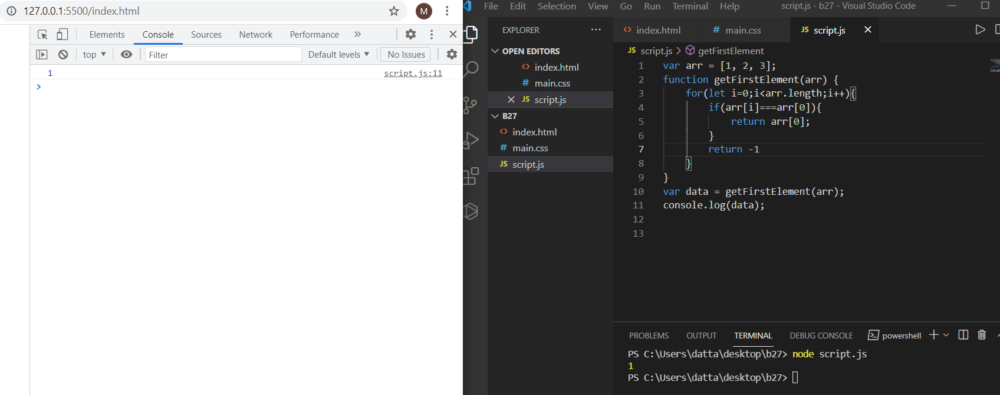 127.0.0.1:5500/index.html
M
Elements Console Sources Network Performance
top Filter Default levels No Issues
1 script.js:11
File Edit Selection View Go Run Terminal Help script.js - b27 - Visual Studio Code
EXPLORER
OPEN EDITORS
index.html
# main.css
JS script.js
B27
index.html
# main.css
JS script.js
index.html # main.css JS script.js
JS script.js > getFirstElement
1 var arr = [1, 2, 3];
2 function getFirstElement(arr) {
3 for(let i=0;i<arr.length;i++){
4 if(arr[i]===arr[0]){
5 return arr[0];
6 }
7 return -1
8 }
9 }
10 var data = getFirstElement(arr);
11 console.log(data);
12
13
PROBLEMS OUTPUT TERMINAL DEBUG CONSOLE powershell
PS C:\Users\datta\desktop\b27> node script.js
1
PS C:\Users\datta\desktop\b27>